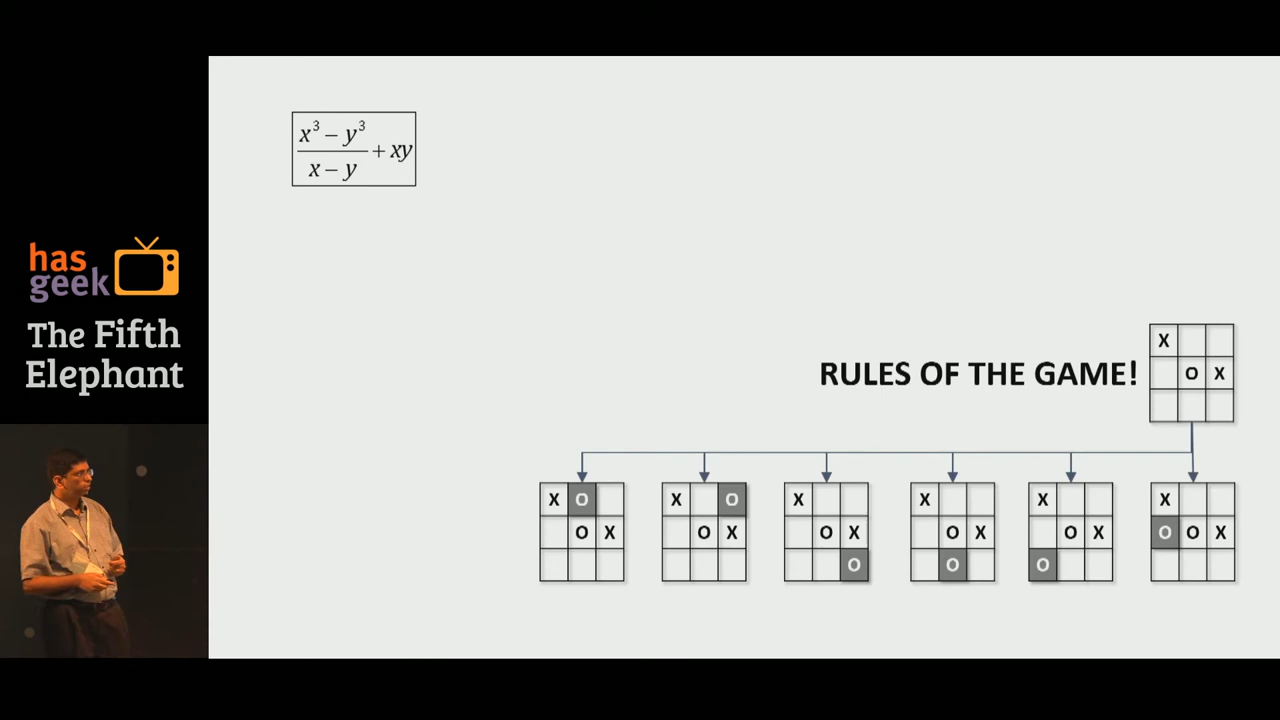 has
geek
The Fifth
Elephant
x³ − y³
x − y
+ xy
RULES OF THE GAME!
X
O X
X O
O X
X O
O X
X
O X
O
X
O X
O
X
O X
O
X
O O X